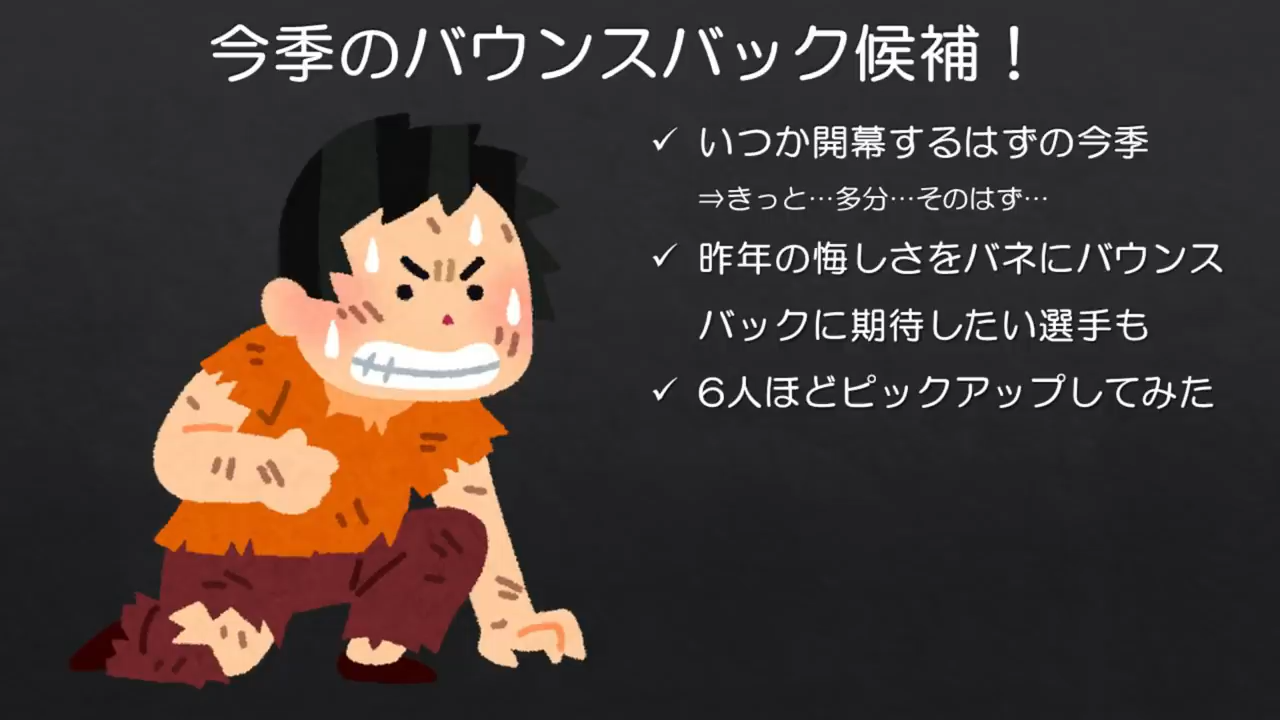 今季のバウンスバック候補！
✓ いつか開幕するはずの今季
⇒きっと…多分…そのはず…
✓ 昨年の悔しさをバネにバウンス
バックに期待したい選手も
✓ 6人ほどピックアップしてみた